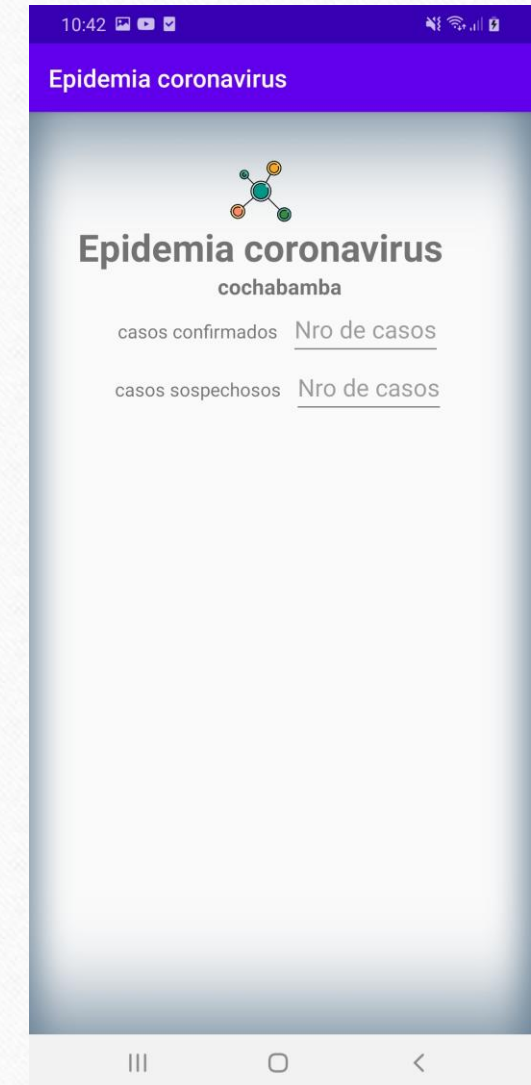 10:42
Epidemia coronavirus
Epidemia coronavirus
cochabamba
casos confirmados Nro de casos
casos sospechosos Nro de casos